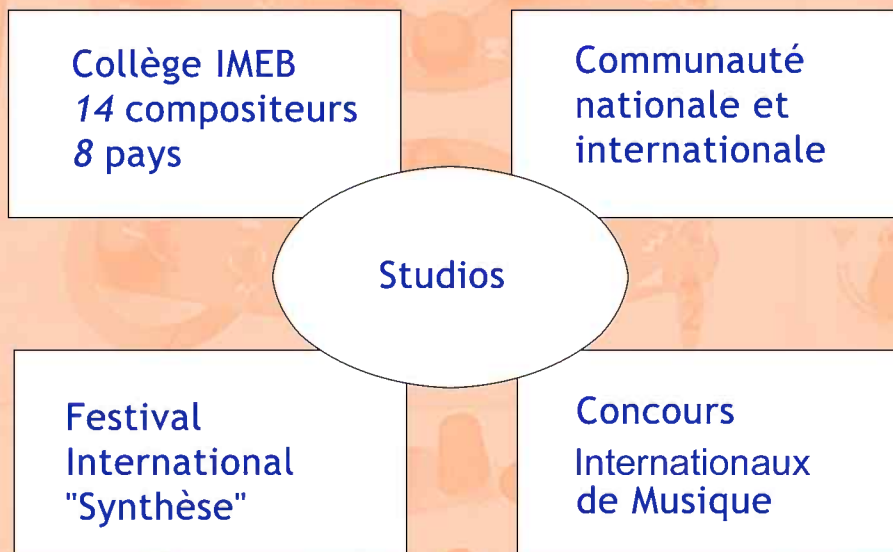 Collège IMEB
14 compositeurs
8 pays
Communauté
nationale et
internationale
Studios
Festival
International
"Synthèse"
Concours
Internationaux
de Musique